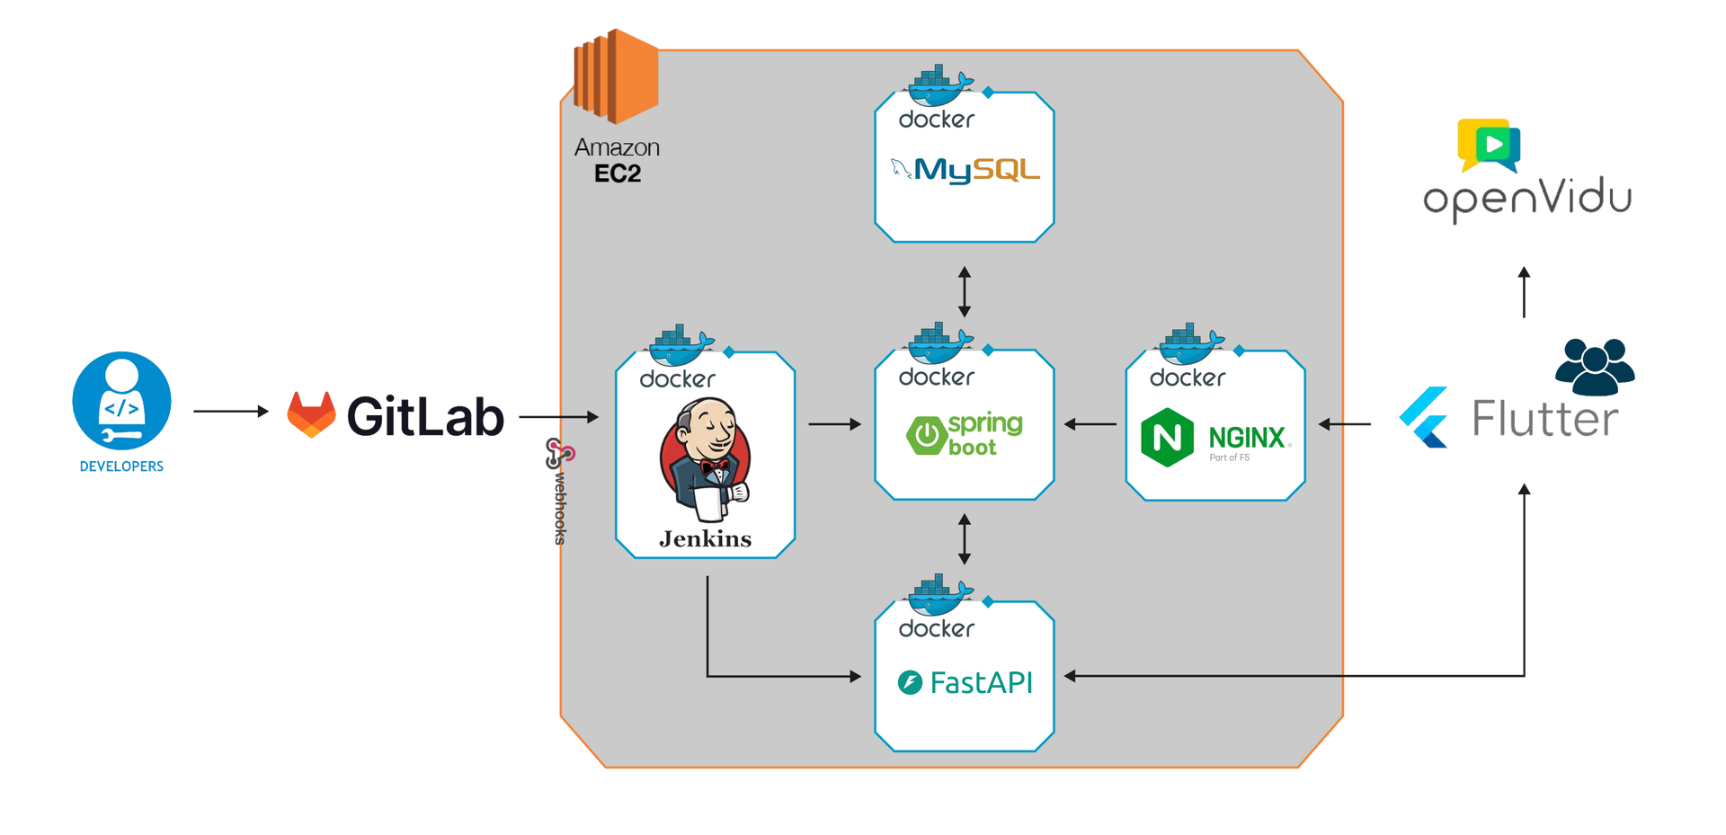 Amazon
EC2
docker
MySQL
openVidu
DEVELOPERS
</>
GitLab
webhooks
docker
Jenkins
docker
spring
boot
docker
N
NGINX
Part of F5
Flutter
docker
FastAPI